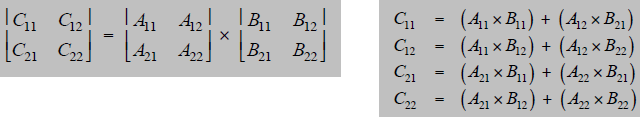 |C₁₁ C₁₂| = |A₁₁ A₁₂| × |B₁₁ B₁₂|
|C₂₁ C₂₂| |A₂₁ A₂₂| |B₂₁ B₂₂|
C₁₁ = (A₁₁ × B₁₁) + (A₁₂ × B₂₁)
C₁₂ = (A₁₁ × B₁₂) + (A₁₂ × B₂₂)
C₂₁ = (A₂₁ × B₁₁) + (A₂₂ × B₂₁)
C₂₂ = (A₂₁ × B₁₂) + (A₂₂ × B₂₂)